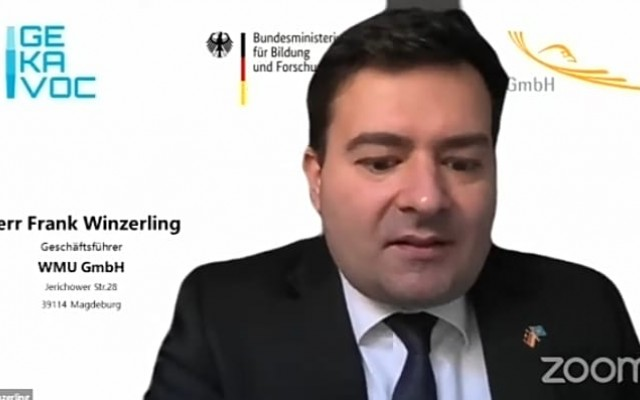 GE
KA
VOC
Bundesministeri
für Bildung
und Forschu
GmbH
err Frank Winzerling
Geschäftsführer
WMU GmbH
Jerichower Str.28
39114 Magdeburg
nzerling
zoom